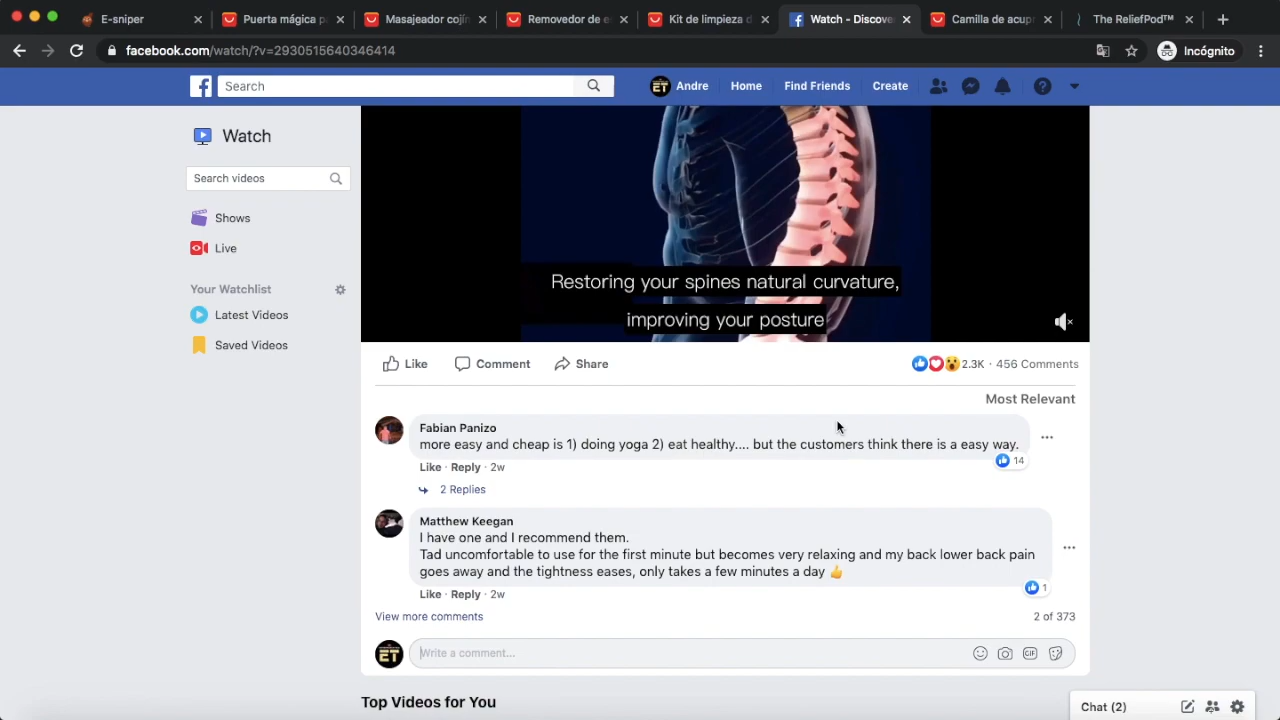 E-sniper
Puerta mágica p
Masajeador cojín
Removedor de es
Kit de limpieza d
Watch - Discove
Camilla de acupr
The ReliefPod™
facebook.com/watch/?v=2930515640346414
Incógnito
Search
ET
Andre
Home
Find Friends
Create
Watch
Search videos
Shows
Live
Your Watchlist
Latest Videos
Saved Videos
Restoring your spines natural curvature,
improving your posture
Like
Comment
Share
2.3K · 456 Comments
Most Relevant
Fabian Panizo
more easy and cheap is 1) doing yoga 2) eat healthy.... but the customers think there is a easy way.
14
Like · Reply · 2w
2 Replies
Matthew Keegan
I have one and I recommend them.
Tad uncomfortable to use for the first minute but becomes very relaxing and my back lower back pain
goes away and the tightness eases, only takes a few minutes a day 👍
1
Like · Reply · 2w
View more comments
2 of 373
ET
Write a comment...
GIF
Top Videos for You
Chat (2)